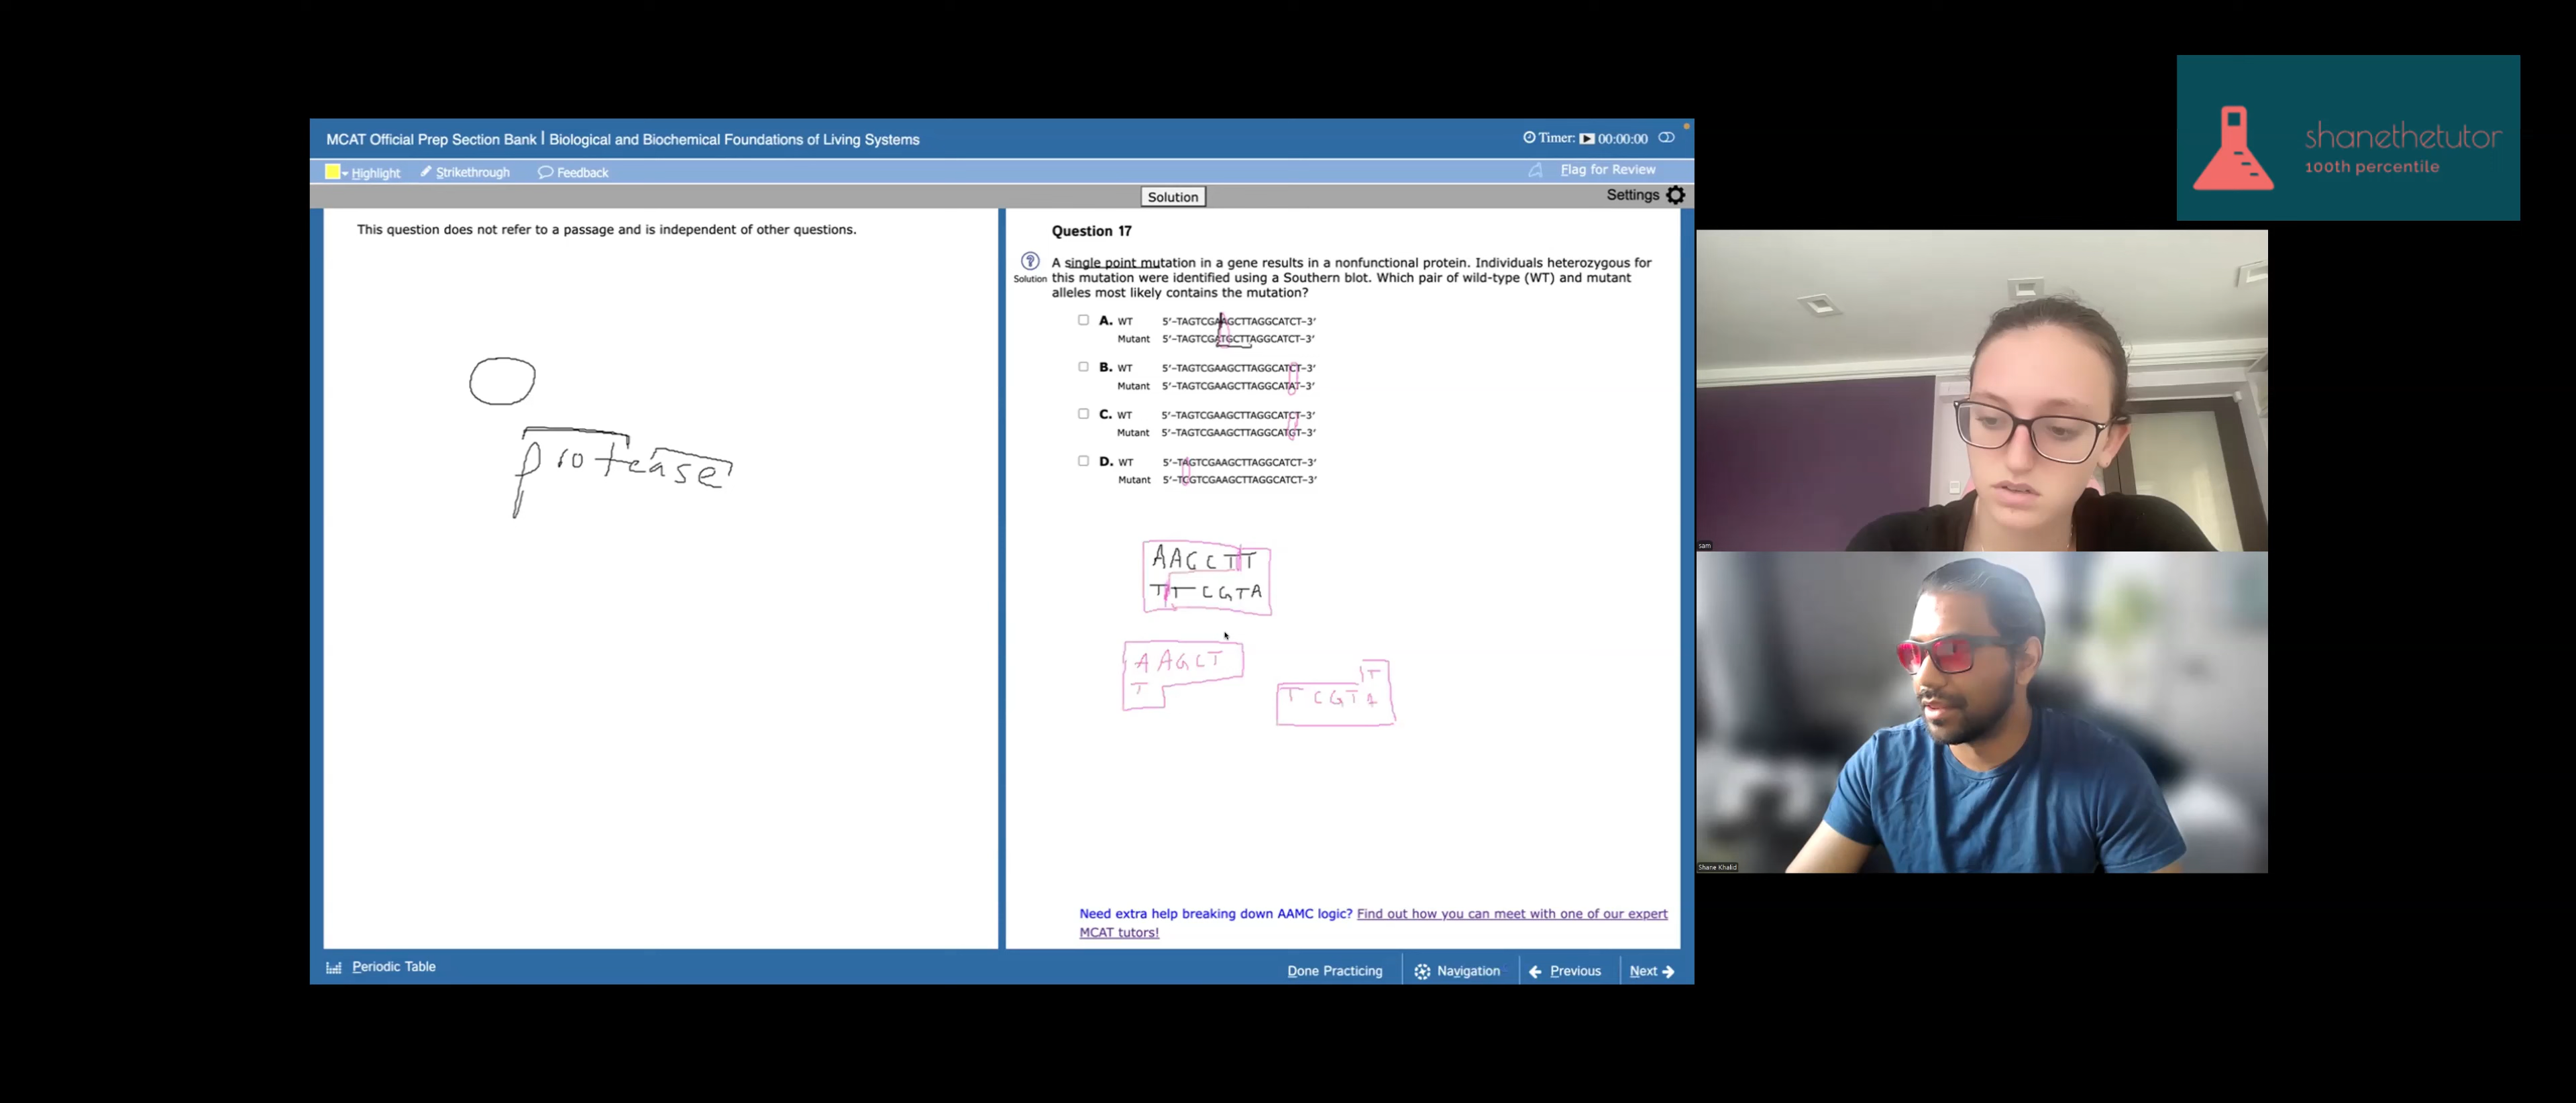 shanethetutor
100th percentile
MCAT Official Prep Section Bank | Biological and Biochemical Foundations of Living Systems
Timer: 00:00:00
Highlight Strikethrough Feedback
Flag for Review
Solution
Settings
This question does not refer to a passage and is independent of other questions.
protease
Question 17
Solution
A single point mutation in a gene results in a nonfunctional protein. Individuals heterozygous for
this mutation were identified using a Southern blot. Which pair of wild-type (WT) and mutant
alleles most likely contains the mutation?
A. WT 5'-TAGTCGAAGCTTAGGCATCT-3'
Mutant 5'-TAGTCGATGCTTAGGCATCT-3'
B. WT 5'-TAGTCGAAGCTTAGGCATCT-3'
Mutant 5'-TAGTCGAAGCTTAGGCATAT-3'
C. WT 5'-TAGTCGAAGCTTAGGCATCT-3'
Mutant 5'-TAGTCGAAGCTTAGGCATGT-3'
D. WT 5'-TAGTCGAAGCTTAGGCATCT-3'
Mutant 5'-TCGTCGAAGCTTAGGCATCT-3'
AAGCTT
TTCGTA
AAGCT
T
T
TCGTA
Need extra help breaking down AAMC logic? Find out how you can meet with one of our expert
MCAT tutors!
Periodic Table
Done Practicing Navigation Previous Next
sam
Shane Khalid